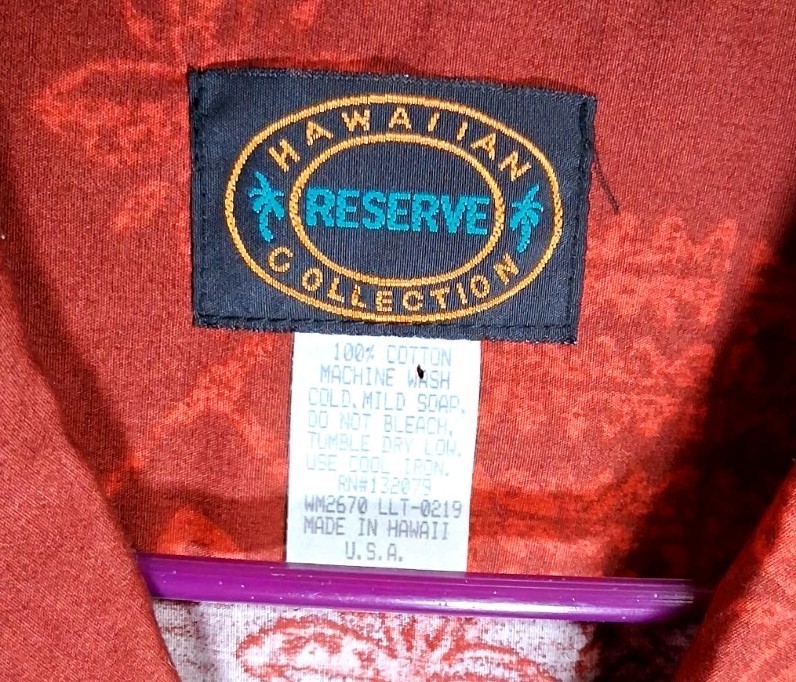 HAWAIIAN
RESERVE
COLLECTION
100% COTTON
MACHINE WASH
COLD, MILD SOAP,
DO NOT BLEACH,
TUMBLE DRY LOW.
USE COOL IRON.
RN#132079
WM2670 LLT-0219
MADE IN HAWAII
U.S.A.